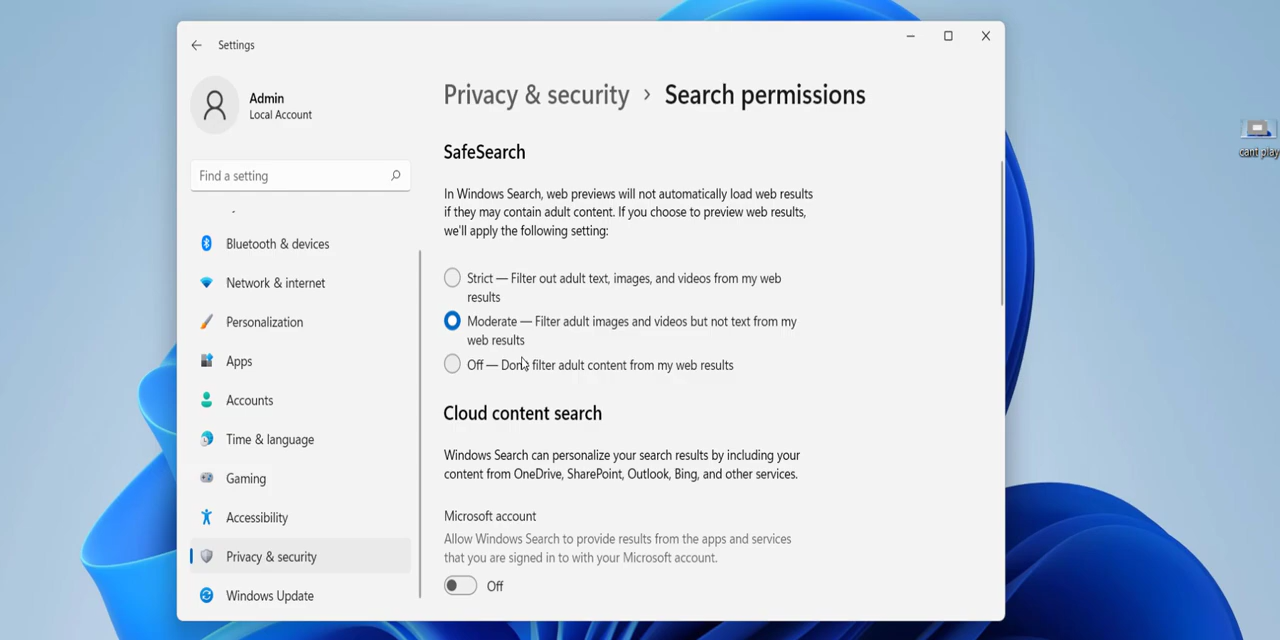 Settings
Admin
Local Account
Find a setting
Bluetooth & devices
Network & internet
Personalization
Apps
Accounts
Time & language
Gaming
Accessibility
Privacy & security
Windows Update
Privacy & security › Search permissions
SafeSearch
In Windows Search, web previews will not automatically load web results
if they may contain adult content. If you choose to preview web results,
we'll apply the following setting:
Strict — Filter out adult text, images, and videos from my web
results
Moderate — Filter adult images and videos but not text from my
web results
Off — Don't filter adult content from my web results
Cloud content search
Windows Search can personalize your search results by including your
content from OneDrive, SharePoint, Outlook, Bing, and other services.
Microsoft account
Allow Windows Search to provide results from the apps and services
that you are signed in to with your Microsoft account.
Off
cant play